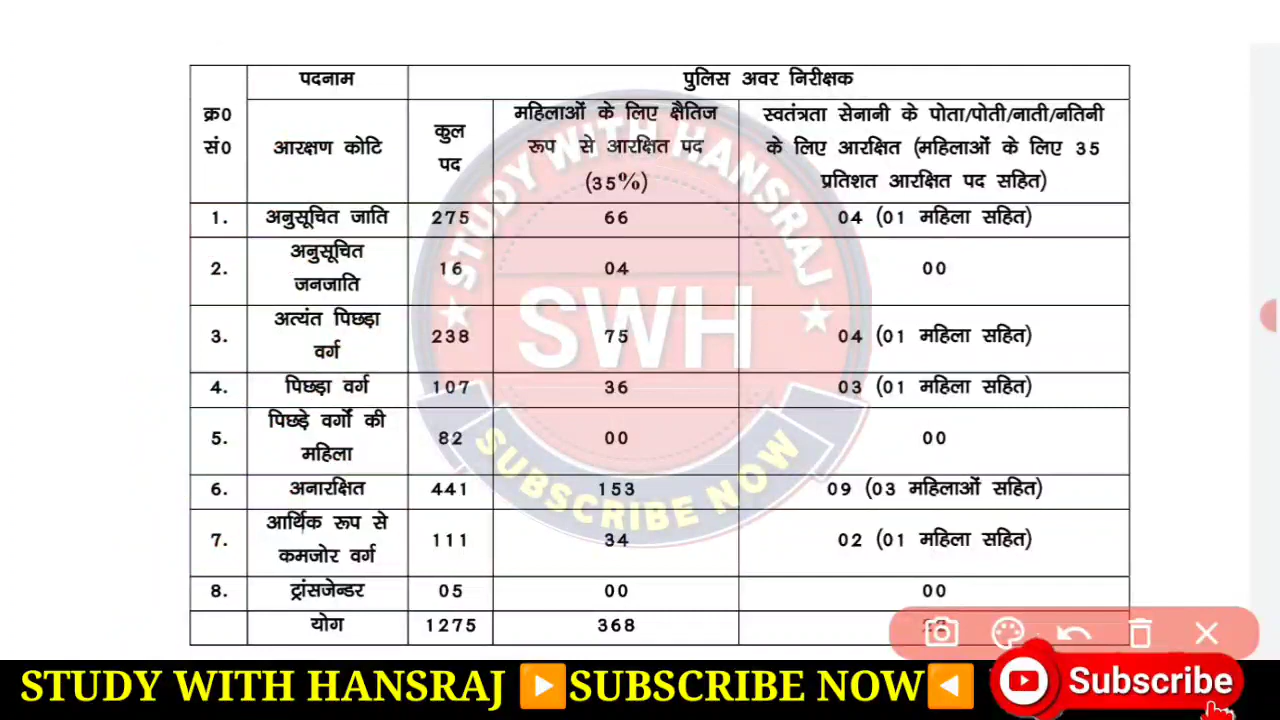 पदनाम पुलिस अवर निरीक्षक
क्र0 सं0 आरक्षण कोटि कुल पद महिलाओं के लिए क्षैतिज रूप से आरक्षित पद (35%) स्वतंत्रता सेनानी के पोता/पोती/नाती/नतिनी के लिए आरक्षित (महिलाओं के लिए 35 प्रतिशत आरक्षित पद सहित)
1. अनुसूचित जाति 275 66 04 (01 महिला सहित)
2. अनुसूचित जनजाति 16 04 00
3. अत्यंत पिछड़ा वर्ग 238 75 04 (01 महिला सहित)
4. पिछड़ा वर्ग 107 36 03 (01 महिला सहित)
5. पिछड़े वर्गों की महिला 82 00 00
6. अनारक्षित 441 153 09 (03 महिलाओं सहित)
7. आर्थिक रूप से कमजोर वर्ग 111 34 02 (01 महिला सहित)
8. ट्रांसजेन्डर 05 00 00
योग 1275 368
STUDY WITH HANSRAJ
SWH
SUBSCRIBE NOW
STUDY WITH HANSRAJ SUBSCRIBE NOW Subscribe